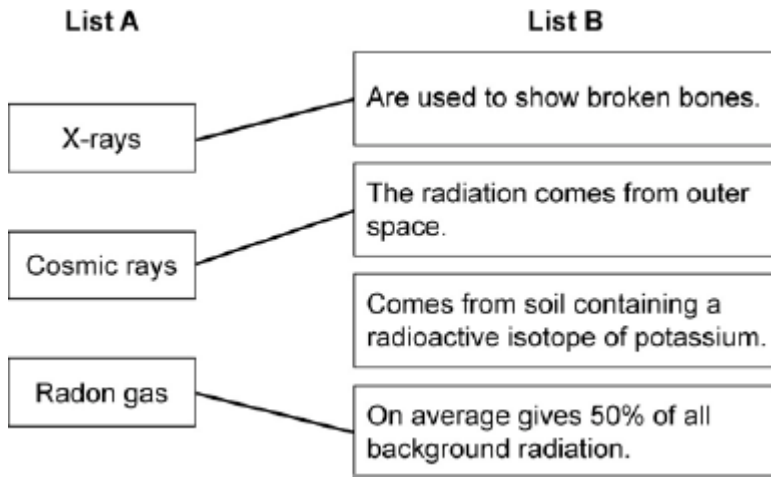 List A
List B
X-rays
Are used to show broken bones.
Cosmic rays
The radiation comes from outer
space.
Comes from soil containing a
radioactive isotope of potassium.
Radon gas
On average gives 50% of all
background radiation.